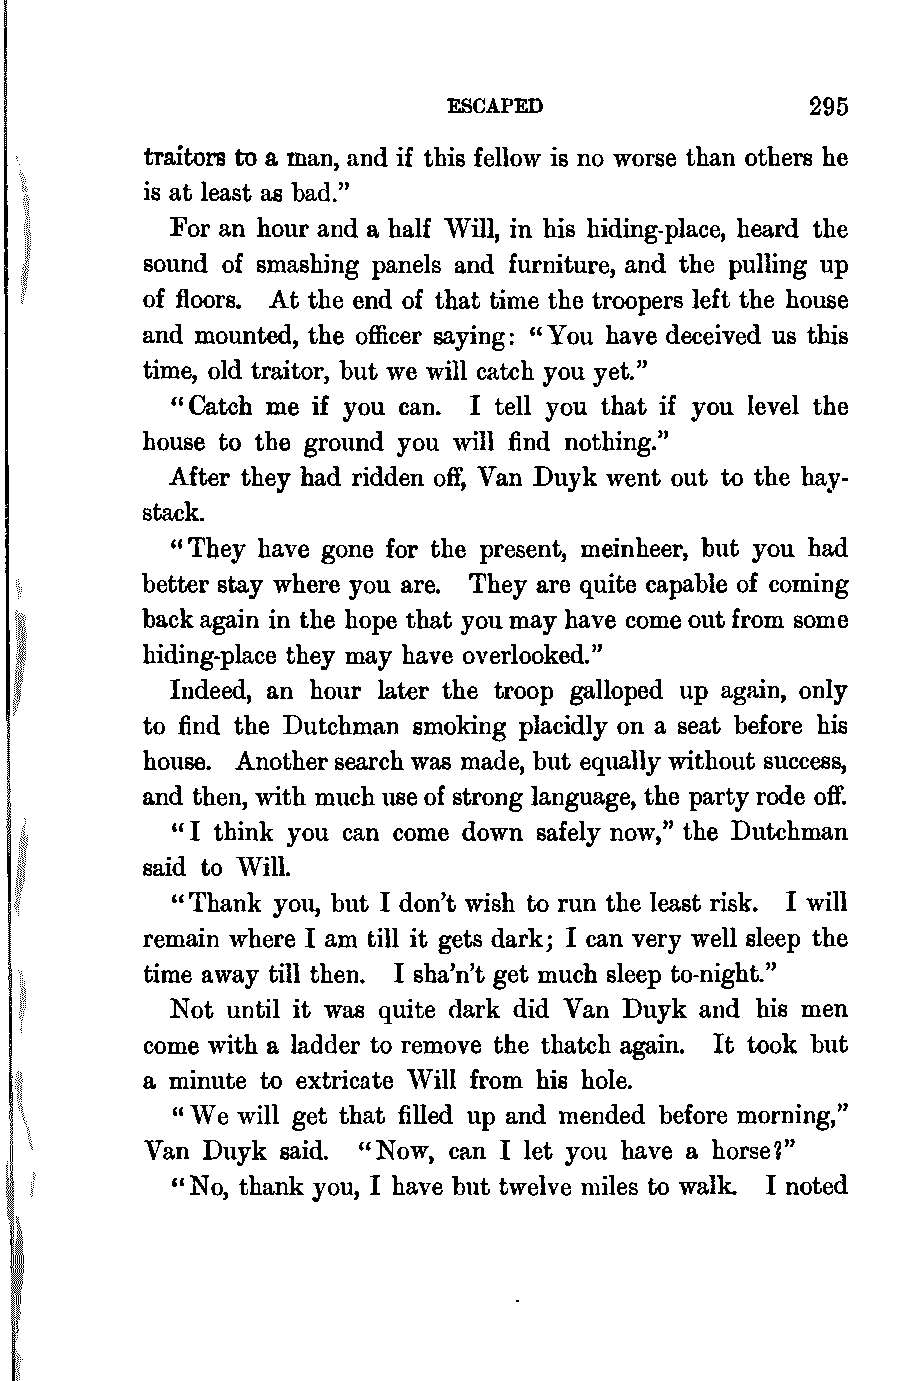 ESCAPED 295
traitors to a man, and if this fellow is no worse than others he
is at least as bad.”
For an hour and a half Will, in his hiding-place, heard the
sound of smashing panels and furniture, and the pulling up
of floors. At the end of that time the troopers left the house
and mounted, the officer saying: “You have deceived us this
time, old traitor, but we will catch you yet.”
“Catch me if you can. I tell you that if you level the
house to the ground you will find nothing.”
After they had ridden off, Van Duyk went out to the hay-
stack.
“They have gone for the present, meinheer, but you had
better stay where you are. They are quite capable of coming
back again in the hope that you may have come out from some
hiding-place they may have overlooked.”
Indeed, an hour later the troop galloped up again, only
to find the Dutchman smoking placidly on a seat before his
house. Another search was made, but equally without success,
and then, with much use of strong language, the party rode off.
“I think you can come down safely now,” the Dutchman
said to Will.
“Thank you, but I don’t wish to run the least risk. I will
remain where I am till it gets dark; I can very well sleep the
time away till then. I sha’n’t get much sleep to-night.”
Not until it was quite dark did Van Duyk and his men
come with a ladder to remove the thatch again. It took but
a minute to extricate Will from his hole.
“We will get that filled up and mended before morning,”
Van Duyk said. “Now, can I let you have a horse?”
“No, thank you, I have but twelve miles to walk. I noted